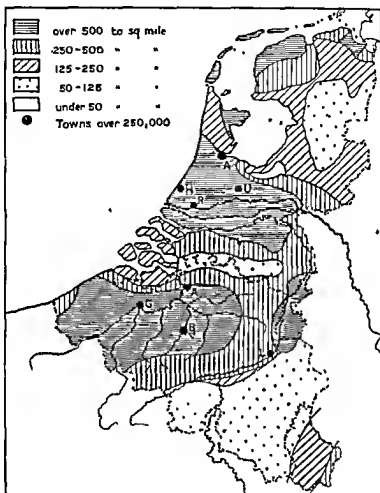 over 500 to sq mile
250-500 " "
125-250 " "
50-125 " "
under 50 " "
Towns over 250,000
A
H
U
R
A
G
B